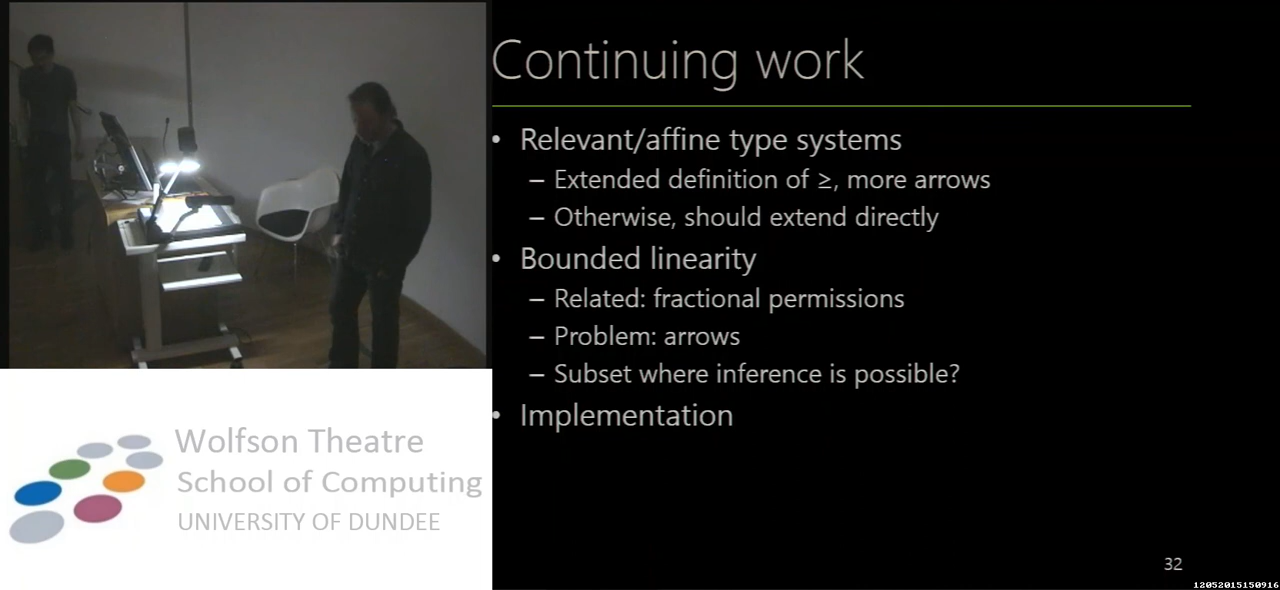 Continuing work
• Relevant/affine type systems
– Extended definition of ≥, more arrows
– Otherwise, should extend directly
• Bounded linearity
– Related: fractional permissions
– Problem: arrows
– Subset where inference is possible?
• Implementation
Wolfson Theatre
School of Computing
UNIVERSITY OF DUNDEE
32
12052015150916